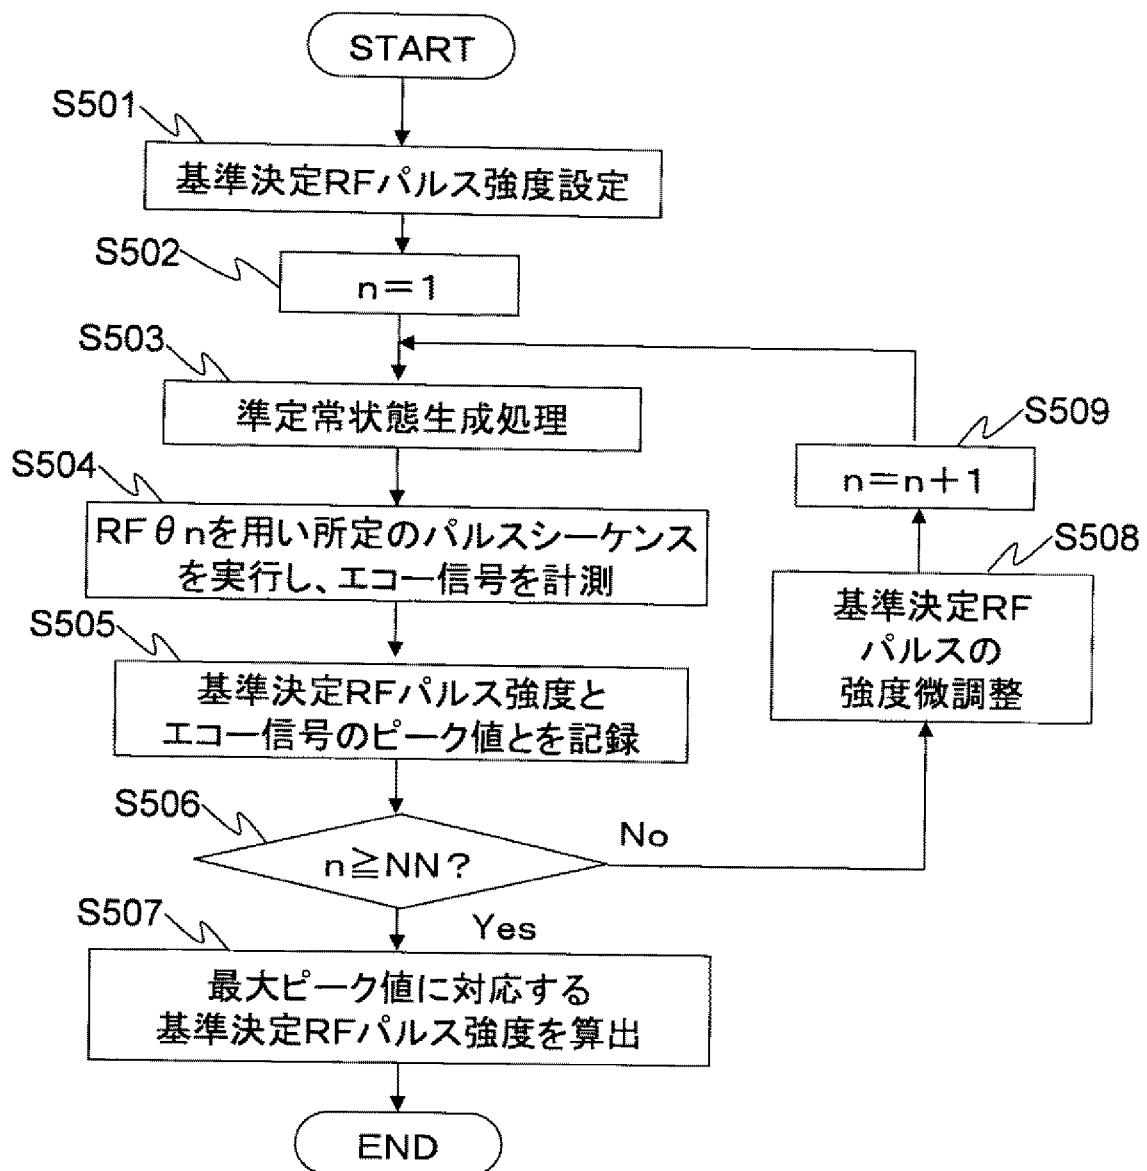 START
S501
基準決定RFパルス強度設定
S502
n＝1
S503
準定常状態生成処理
S504
RFθnを用い所定のパルスシーケンス
を実行し、エコー信号を計測
S505
基準決定RFパルス強度と
エコー信号のピーク値とを記録
S506
n≧NN？
No
Yes
S507
最大ピーク値に対応する
基準決定RFパルス強度を算出
END
S508
基準決定RF
パルスの
強度微調整
S509
n＝n＋1